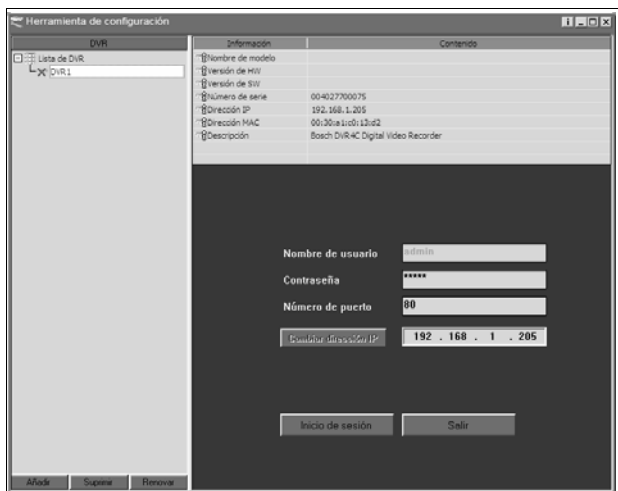 Herramienta de configuración
DVR
Lista de DVR
DVR1
Información Contenido
Nombre de modelo
Versión de HW
Versión de SW
Número de serie 004027700075
Dirección IP 192.168.1.205
Dirección MAC 00:30:a1:c0:13:d2
Descripción Bosch DVR4C Digital Video Recorder
Nombre de usuario admin
Contraseña *****
Número de puerto 80
Cambiar dirección IP 192 . 168 . 1 . 205
Inicio de sesión Salir
Añadir Suprimir Renovar